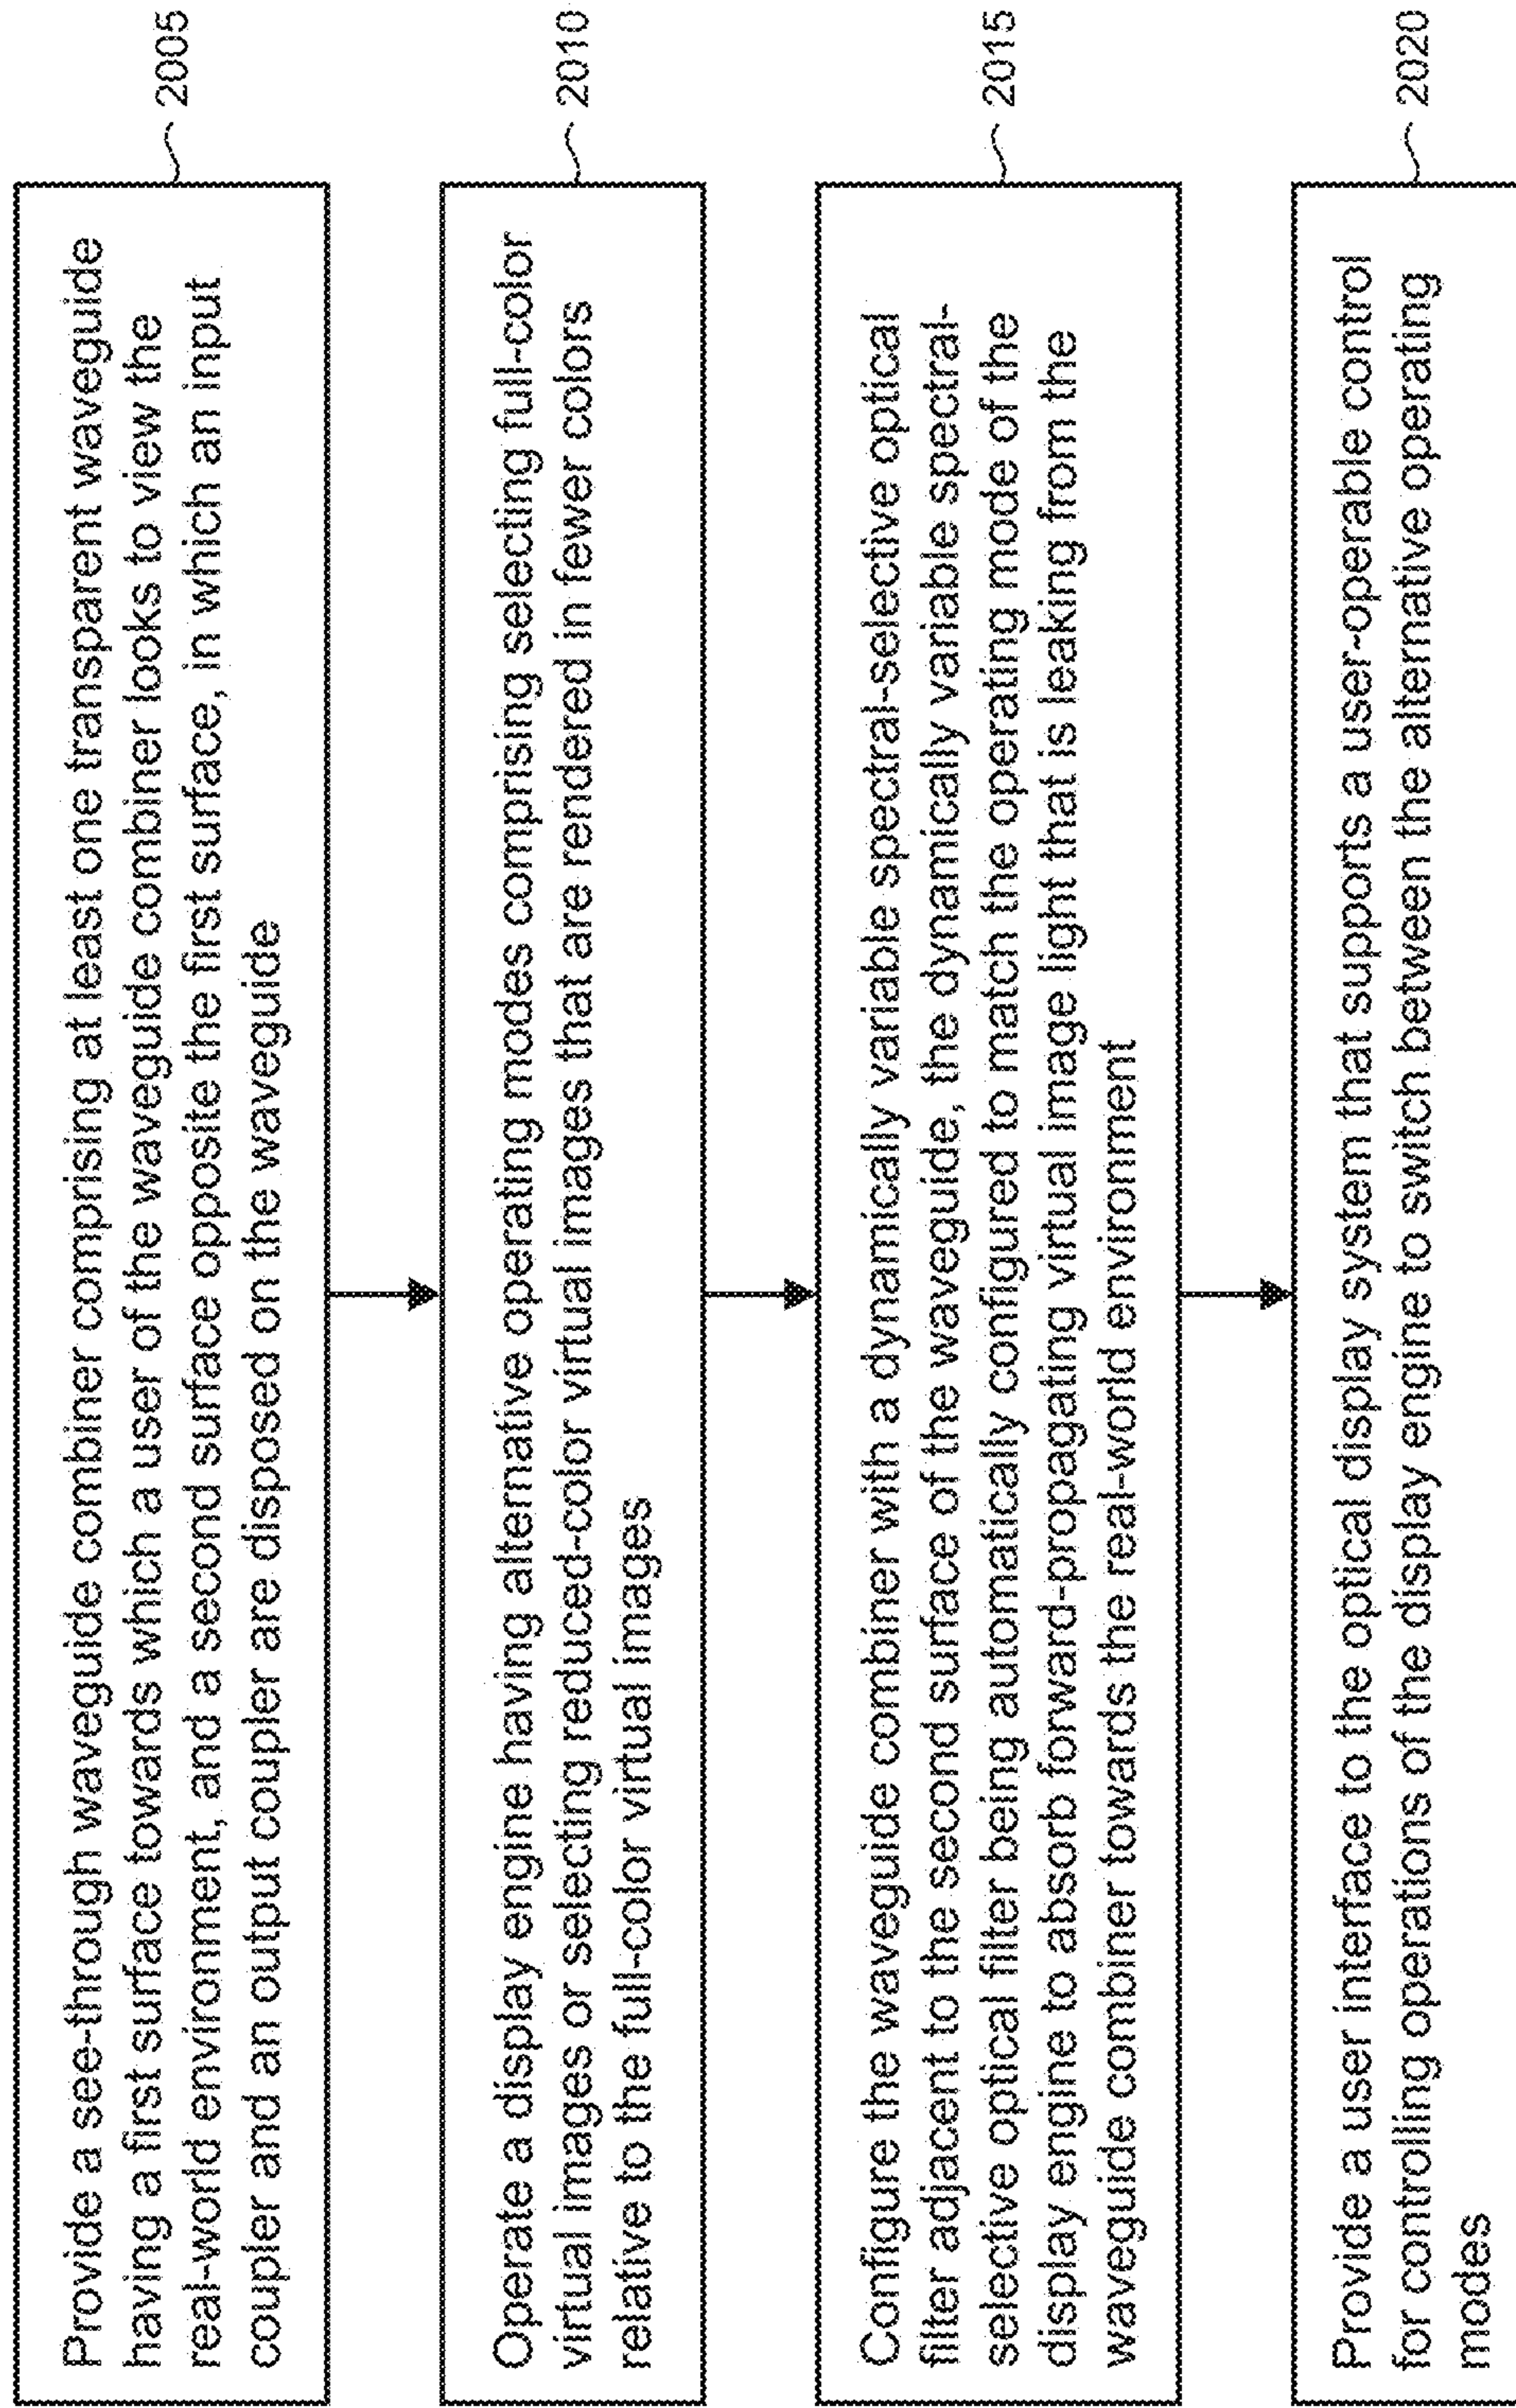 Provide a see-through waveguide combiner comprising at least one transparent waveguide
having a first surface towards which a user of the waveguide combiner looks to view the
real-world environment, and a second surface opposite the first surface, in which an input
coupler and an output coupler are disposed on the waveguide
2005
Operate a display engine having alternative operating modes comprising selecting full-color
virtual images or selecting reduced-color virtual images that are rendered in fewer colors
relative to the full-color virtual images
2010
Configure the waveguide combiner with a dynamically variable spectral-selective optical
filter adjacent to the second surface of the waveguide, the dynamically variable spectral-
selective optical filter being automatically configured to match the operating mode of the
display engine to absorb forward-propagating virtual image light that is leaking from the
waveguide combiner towards the real-world environment
2015
Provide a user interface to the optical display system that supports a user-operable control
for controlling operations of the display engine to switch between the alternative operating
modes
2020